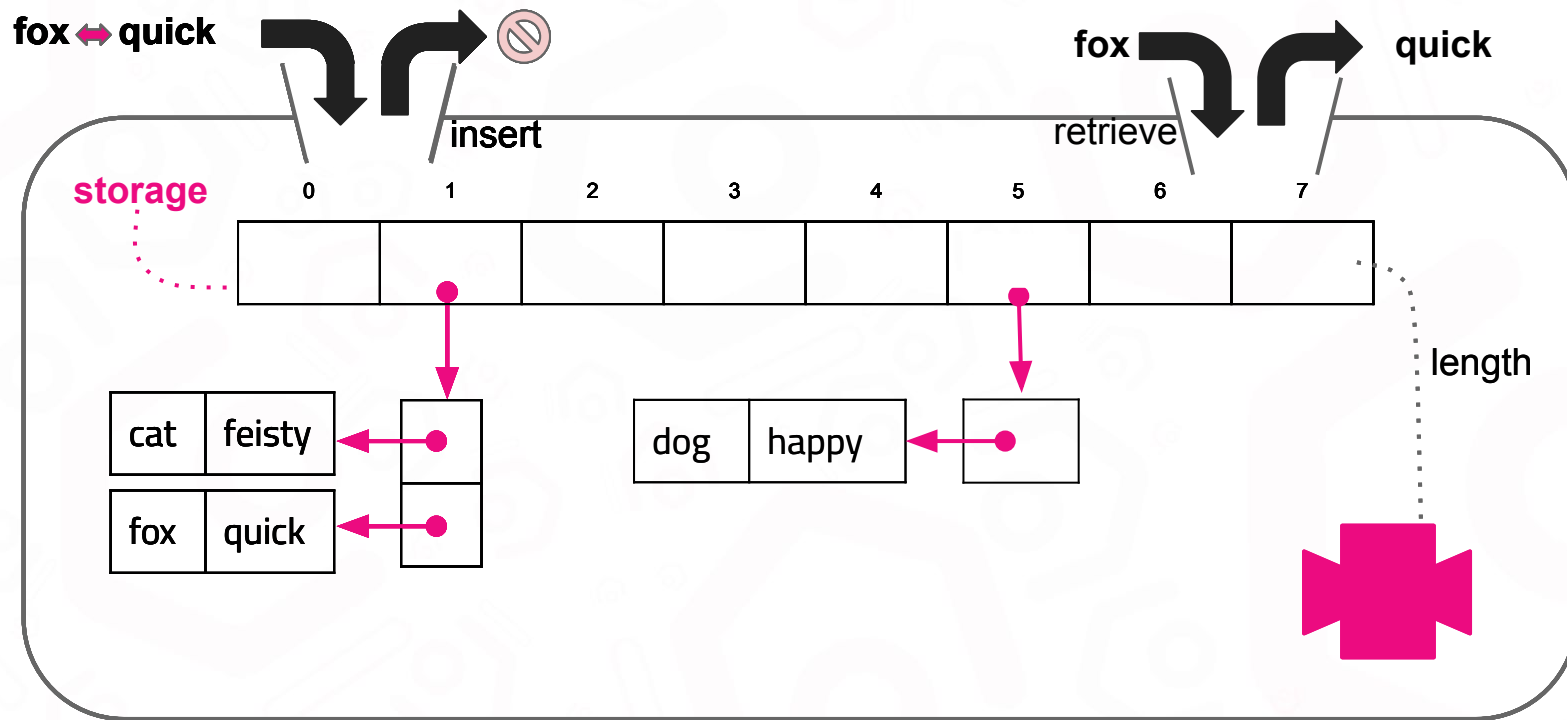 fox quick
fox quick
insert
retrieve
storage
0 1 2 3 4 5 6 7
length
cat feisty
dog happy
fox quick